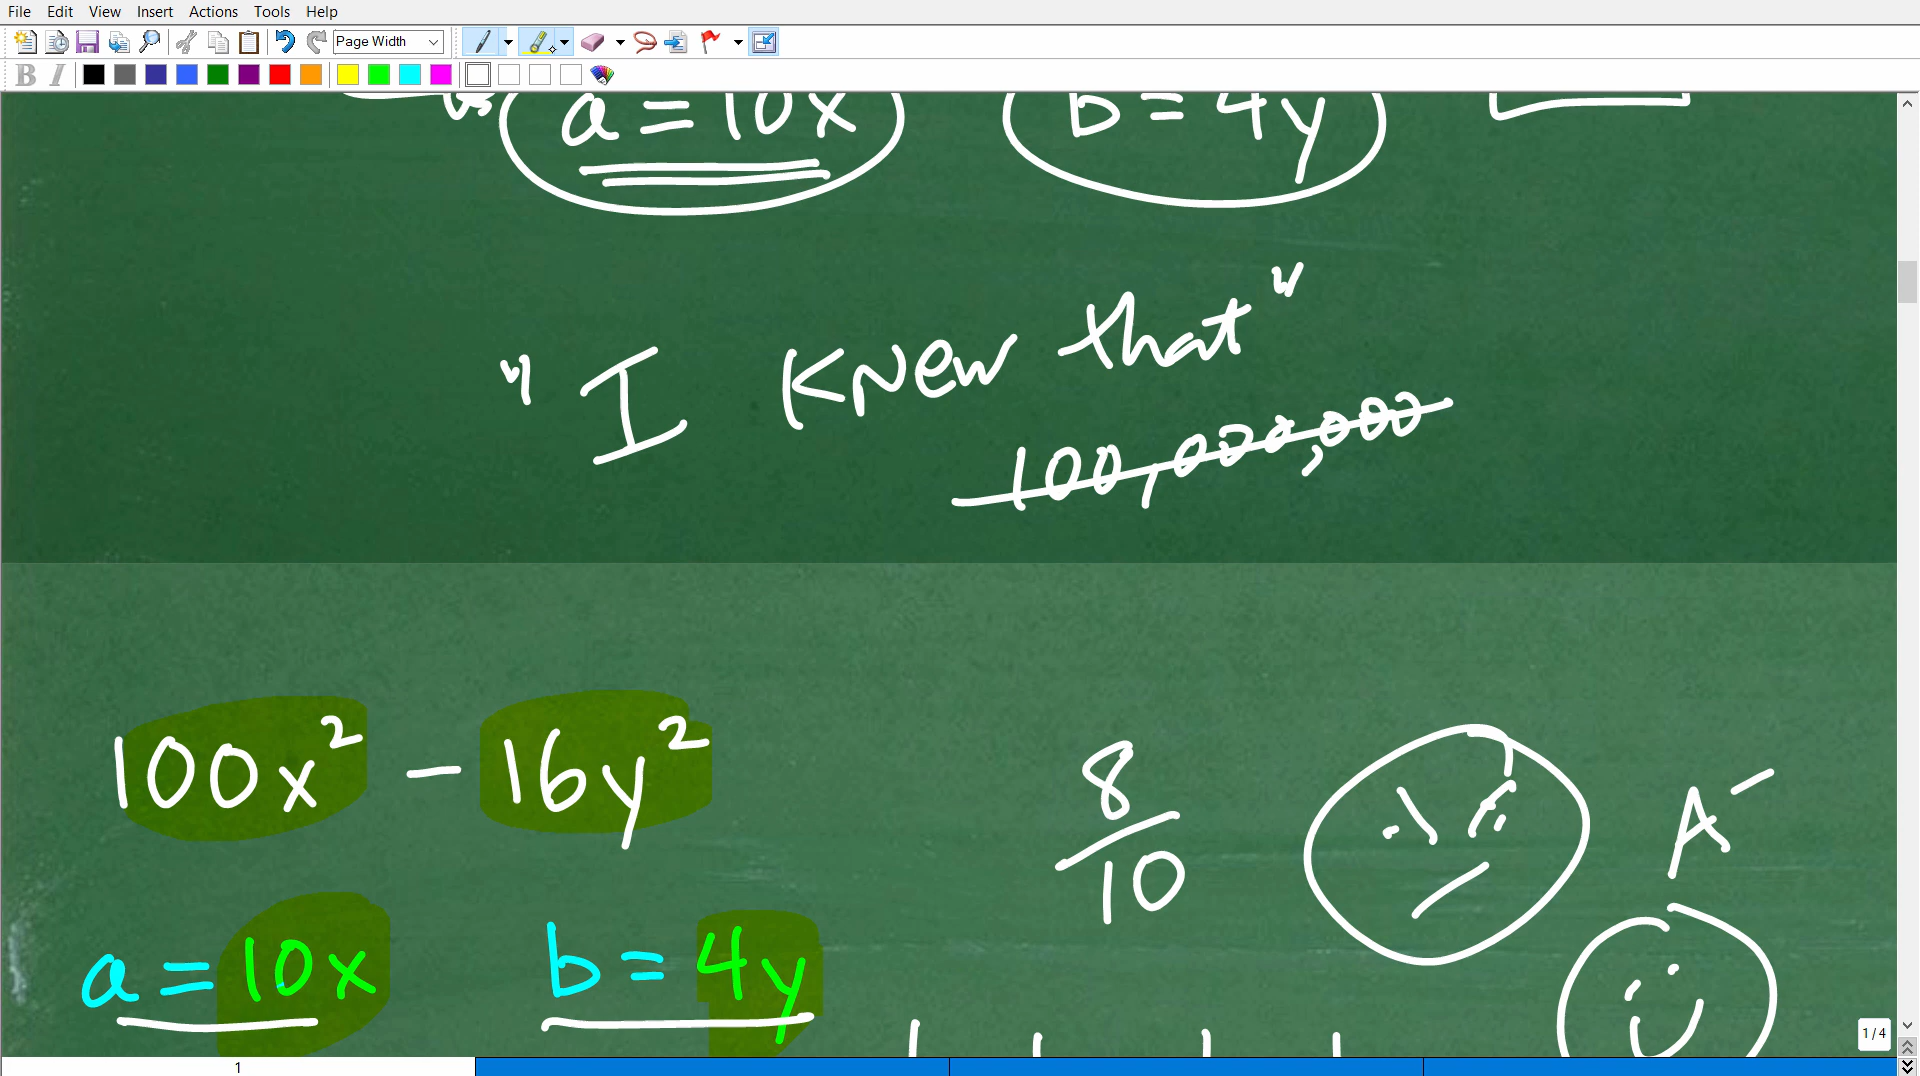 File Edit View Insert Actions Tools Help
Page Width
B I
a = 10x b = 4y
"I Knew that"
100,000,000
100x² - 16y²
8/10
A-
a = 10x b = 4y
1 / 4
1